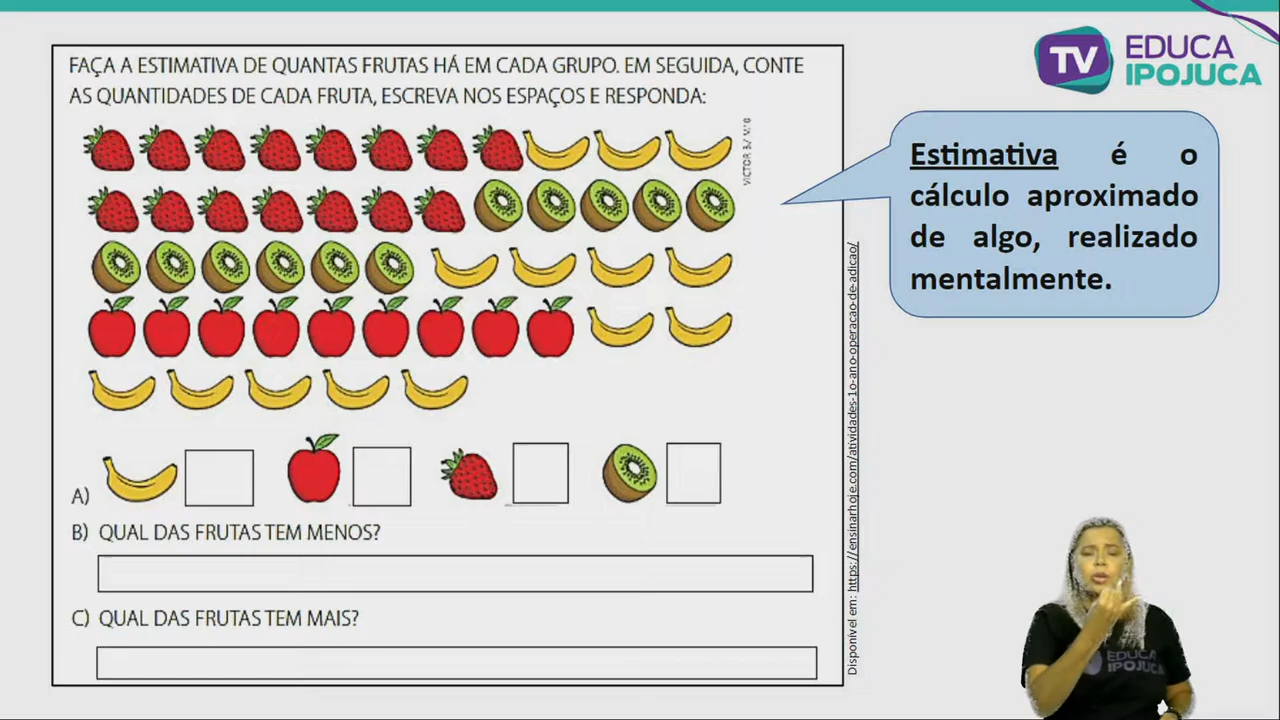 TV EDUCA
IPOJUCA
FAÇA A ESTIMATIVA DE QUANTAS FRUTAS HÁ EM CADA GRUPO. EM SEGUIDA, CONTE
AS QUANTIDADES DE CADA FRUTA, ESCREVA NOS ESPAÇOS E RESPONDA:
Estimativa é o
cálculo aproximado
de algo, realizado
mentalmente.
A)
B) QUAL DAS FRUTAS TEM MENOS?
C) QUAL DAS FRUTAS TEM MAIS?
Disponível em: https://ensinarhoje.com/atividades-1o-ano-operacao-de-adicao/
EDUCA
IPOJUCA